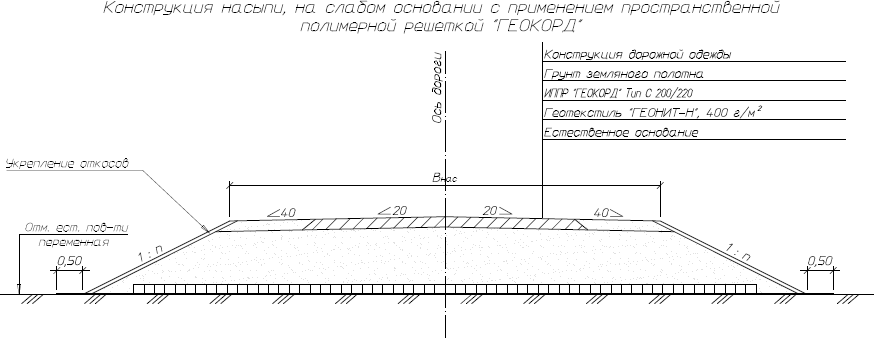 Конструкция насыпи, на слабом основании с применением пространственной
полимерной решеткой "ГЕОКОРД"
Ось дороги
Конструкция дорожной одежды
Грунт земляного полотна
ИППР "ГЕОКОРД" Тип С 200/220
Геотекстиль "ГЕОНИТ-Н", 400 г/м²
Естественное основание
Укрепление откосов
Внас
40
20
20
40
Отм. ест. пов-ти
переменная
0,50
1:n
1:n
0,50